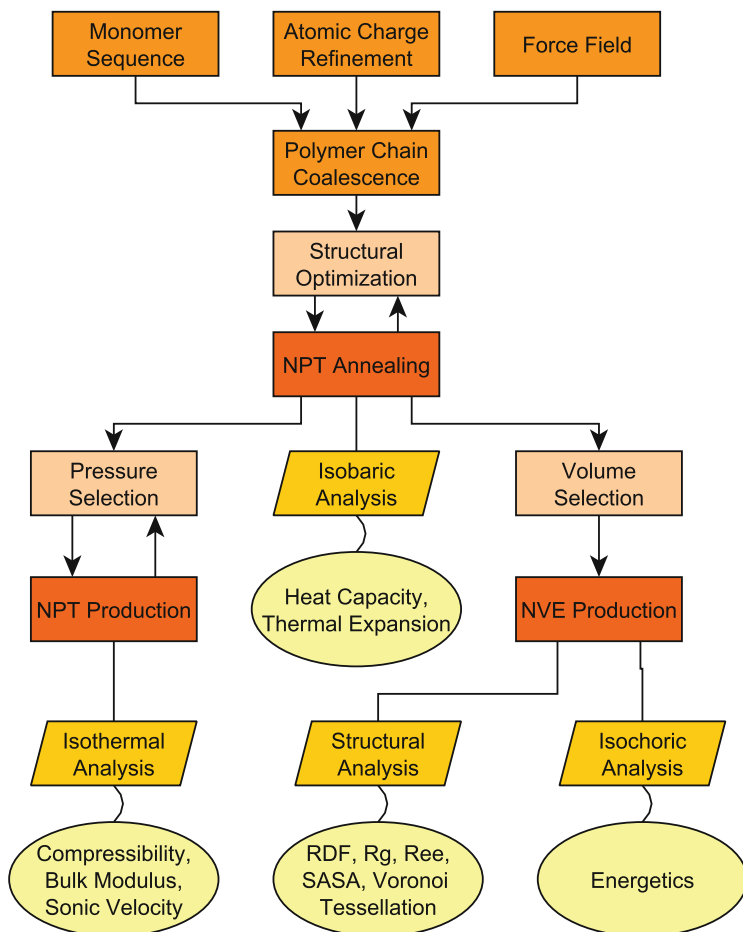 Monomer
Sequence
Atomic Charge
Refinement
Force Field
Polymer Chain
Coalescence
Structural
Optimization
NPT Annealing
Pressure
Selection
Isobaric
Analysis
Volume
Selection
NPT Production
Heat Capacity,
Thermal Expansion
NVE Production
Isothermal
Analysis
Structural
Analysis
Isochoric
Analysis
Compressibility,
Bulk Modulus,
Sonic Velocity
RDF, Rg, Ree,
SASA, Voronoi
Tessellation
Energetics